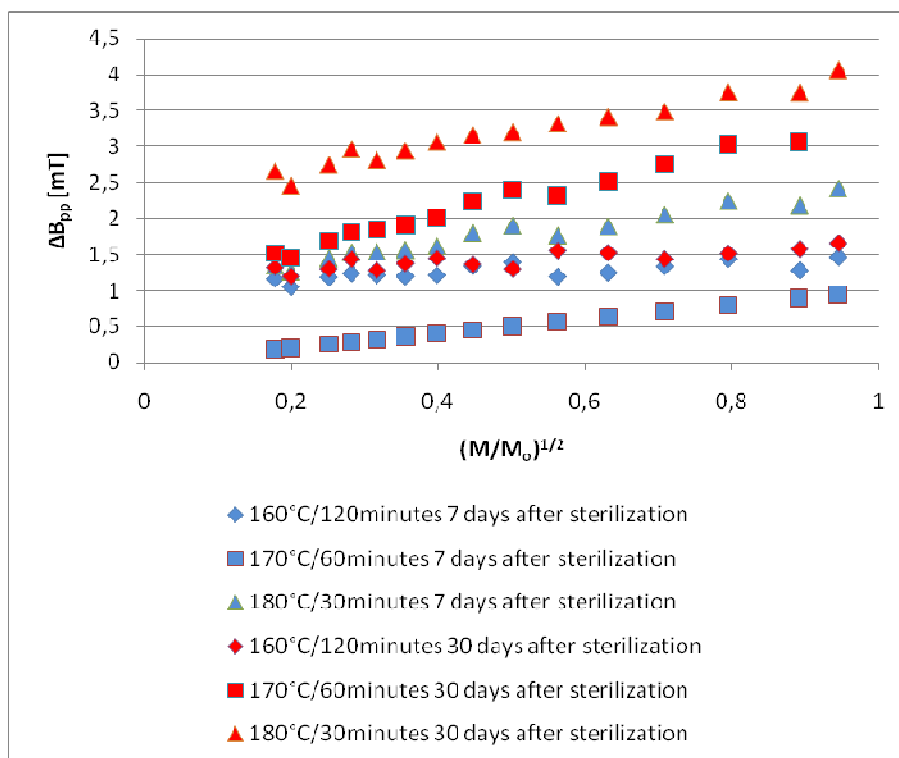 4,5
4
3,5
3
2,5
2
1,5
1
0,5
0
ΔBpp [mT]
0 0,2 0,4 0,6 0,8 1
(M/Mo)1/2
160°C/120minutes 7 days after sterilization
170°C/60minutes 7 days after sterilization
180°C/30minutes 7 days after sterilization
160°C/120minutes 30 days after sterilization
170°C/60minutes 30 days after sterilization
180°C/30minutes 30 days after sterilization